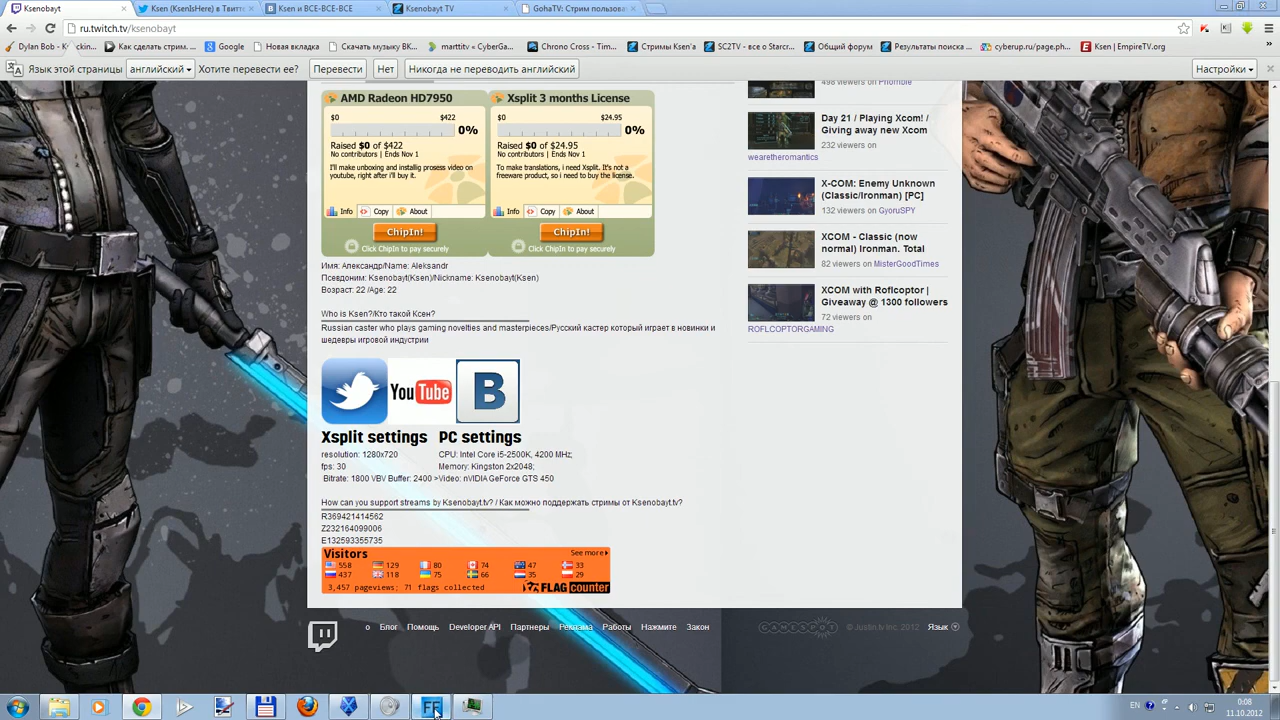 Ksenobayt
Ksen (KsenIsHere) в Твитте
Ksen и ВСЕ-ВСЕ-ВСЕ
Ksenobayt TV
GohaTV: Стрим пользова
ru.twitch.tv/ksenobayt
Как сделать стрим. ...
Google
Новая вкладка
Скачать музыку ВК...
marttitv « CyberGa...
Chrono Cross - Tim...
Стримы Ksen'а
SC2TV - все о Starcr...
Общий форум
Результаты поиска ...
cyberup.ru/page.ph...
Ksen | EmpireTV.org
»
Язык этой страницы
английский
Хотите перевести ее?
Перевести
Нет
Никогда не переводить английский
Настройки
AMD Radeon HD7950
$0
$422
0%
Raised $0 of $422
No contributors | Ends Nov 1
I'll make unboxing and installig prosess video on
youtube, right after i'll buy it.
Info
Copy
About
ChipIn!
Click ChipIn to pay securely
Xsplit 3 months License
$0
$24.95
0%
Raised $0 of $24.95
No contributors | Ends Nov 1
To make translations, i need Xsplit. It's not a
freeware product, so i need to buy the license.
Info
Copy
About
ChipIn!
Click ChipIn to pay securely
Имя: Александр/Name: Aleksandr
Псевдоним: Ksenobayt(Ksen)/Nickname: Ksenobayt(Ksen)
Возраст: 22 /Age: 22
Who is Ksen?/Кто такой Ксен?
Russian caster who plays gaming novelties and masterpieces/Русский кастер который играет в новинки и
шедевры игровой индустрии
You Tube
B
Xsplit settings
PC settings
resolution: 1280x720
CPU: Intel Core i5-2500K, 4200 MHz;
fps: 30
Memory: Kingston 2x2048;
Bitrate: 1800 VBV Buffer: 2400 >Video: nVIDIA GeForce GTS 450
How can you support streams by Ksenobayt.tv? / Как можно поддержать стримы от Ksenobayt.tv?
R369421414562
Z232164099006
E132593355735
Visitors
See more
558 129 80 74 47 33
437 118 75 66 35 29
3,457 pageviews; 71 flags collected
FLAG counter
498 viewers on Phomble
Day 21 / Playing Xcom! /
Giving away new Xcom
232 viewers on
wearetheromantics
X-COM: Enemy Unknown
(Classic/Ironman) [PC]
132 viewers on GyoruSPY
XCOM - Classic (now
normal) Ironman. Total
82 viewers on MisterGoodTimes
XCOM with Roflcoptor |
Giveaway @ 1300 followers
72 viewers on
ROFLCOPTORGAMING
о Блог Помощь Developer API Партнеры Реклама Работы Нажмите Закон
GAMESPOT
© Justin.tv Inc. 2012
Язык
FF
EN
0:08
11.10.2012